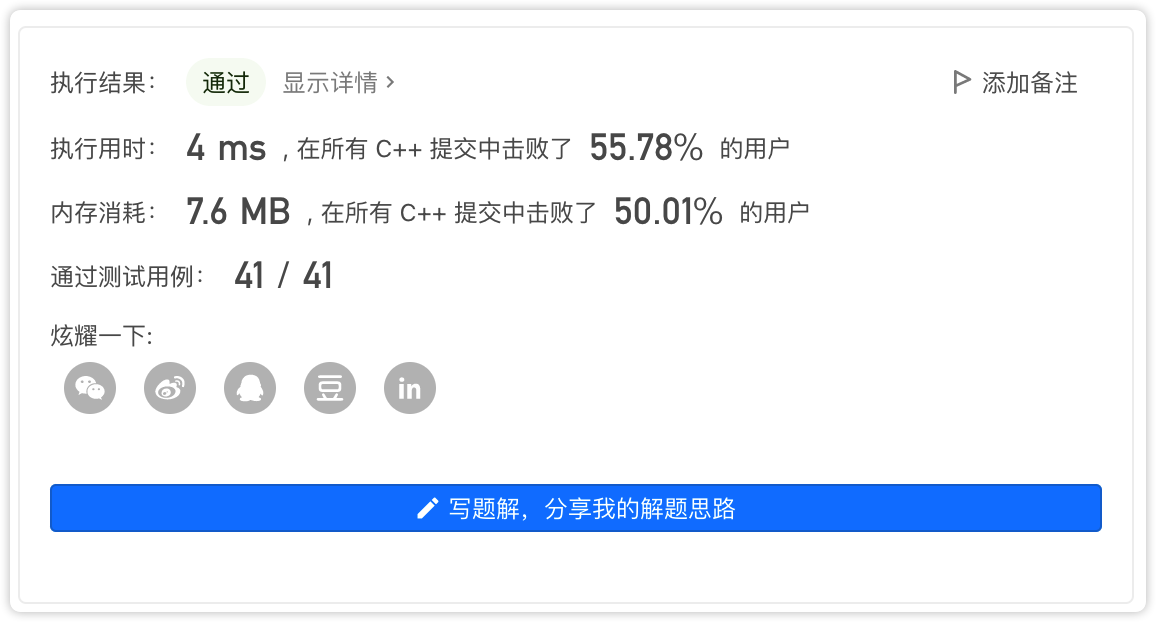 执行结果： 通过 显示详情 > 添加备注
执行用时： 4 ms , 在所有 C++ 提交中击败了 55.78% 的用户
内存消耗： 7.6 MB , 在所有 C++ 提交中击败了 50.01% 的用户
通过测试用例： 41 / 41
炫耀一下:
豆 in
写题解，分享我的解题思路